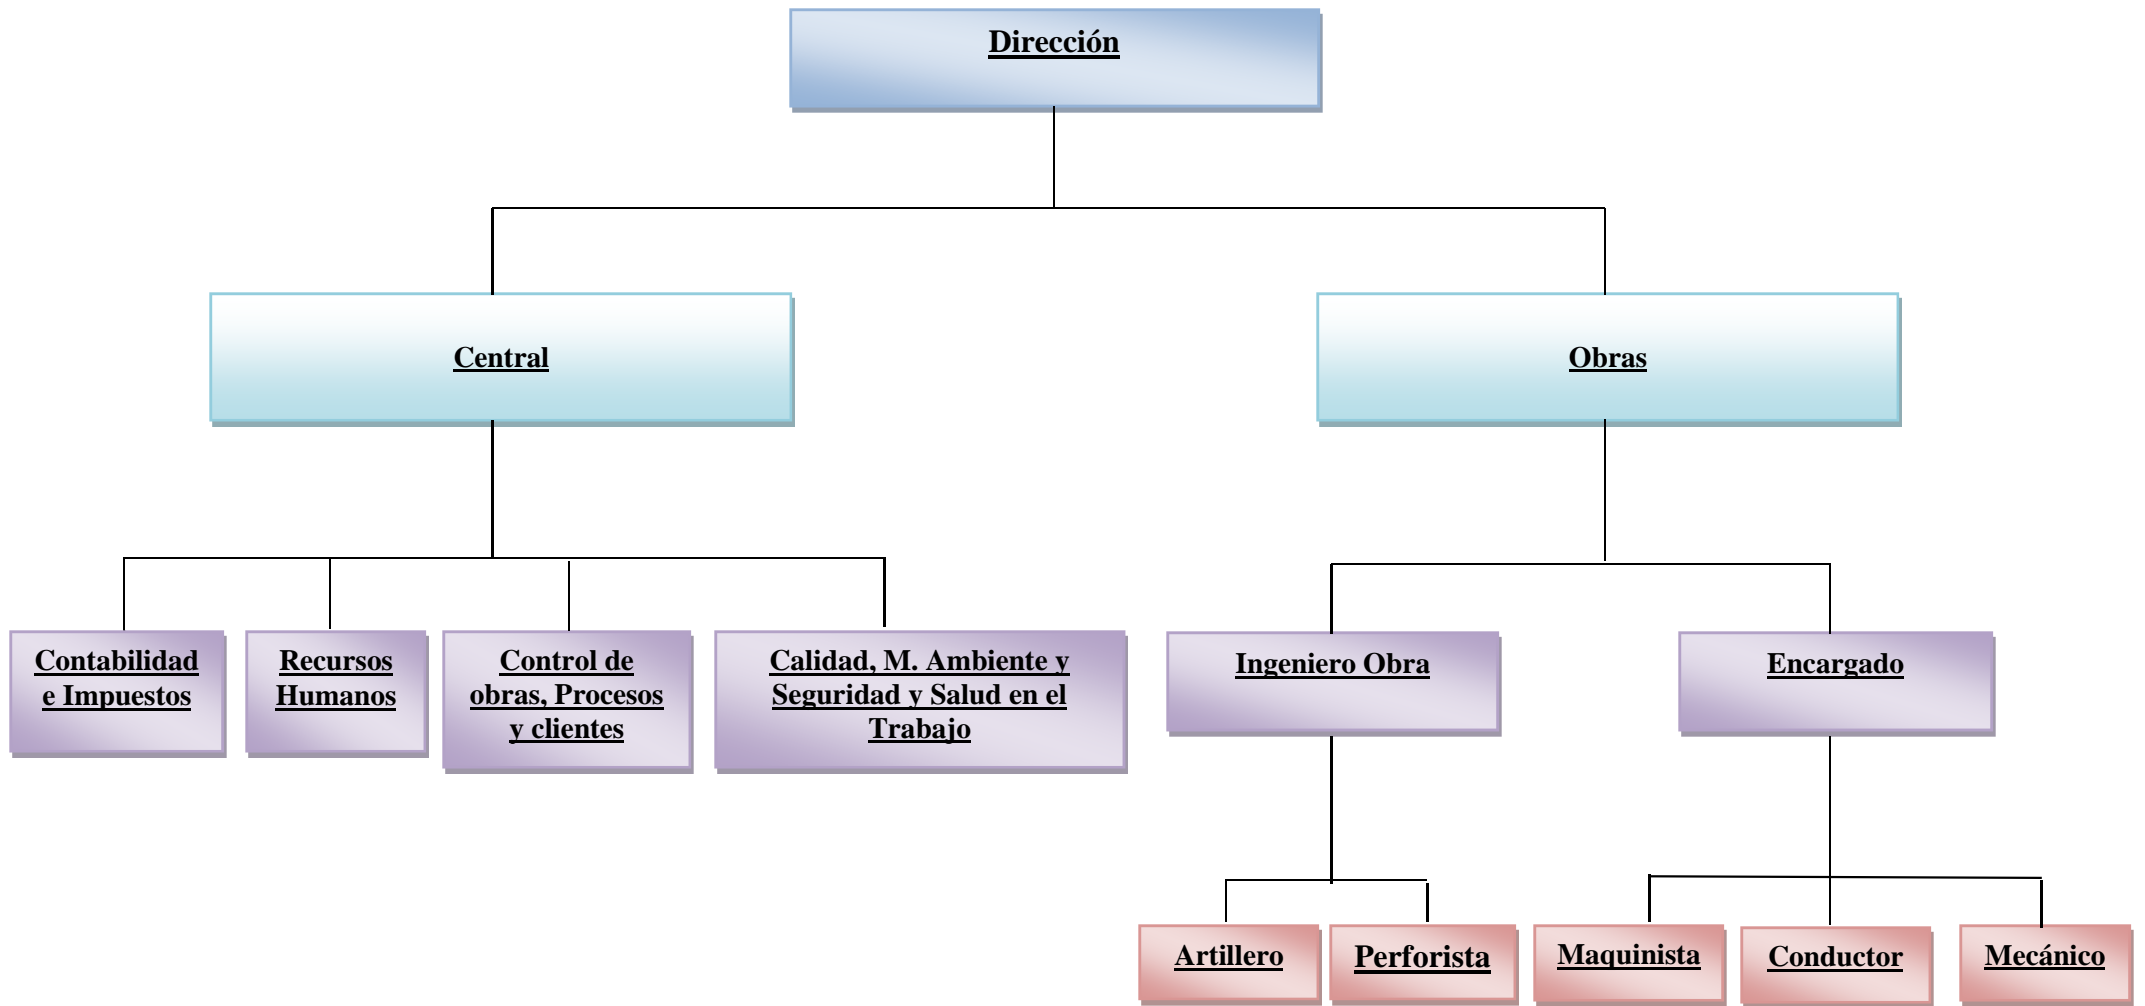 Dirección
Central
Obras
Contabilidad
e Impuestos
Recursos
Humanos
Control de
obras, Procesos
y clientes
Calidad, M. Ambiente y
Seguridad y Salud en el
Trabajo
Ingeniero Obra
Encargado
Artillero
Perforista
Maquinista
Conductor
Mecánico